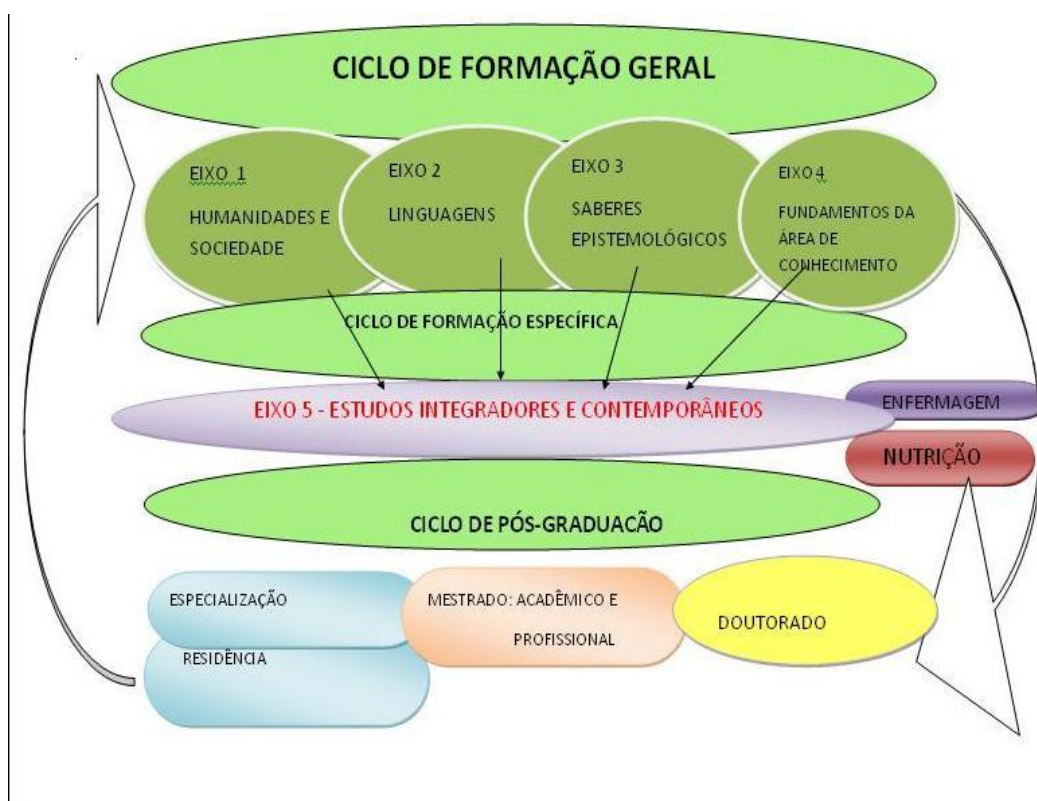 CICLO DE FORMAÇÃO GERAL
EIXO 1
HUMANIDADES E
SOCIEDADE
EIXO 2
LINGUAGENS
EIXO 3
SABERES
EPISTEMOLÓGICOS
EIXO 4
FUNDAMENTOS DA
ÁREA DE
CONHECIMENTO
CICLO DE FORMAÇÃO ESPECÍFICA
EIXO 5 - ESTUDOS INTEGRADORES E CONTEMPORÂNEOS
ENFERMAGEM
NUTRIÇÃO
CICLO DE PÓS-GRADUACÃO
ESPECIALIZAÇÃO
RESIDÊNCIA
MESTRADO: ACADÊMICO E
PROFISSIONAL
DOUTORADO